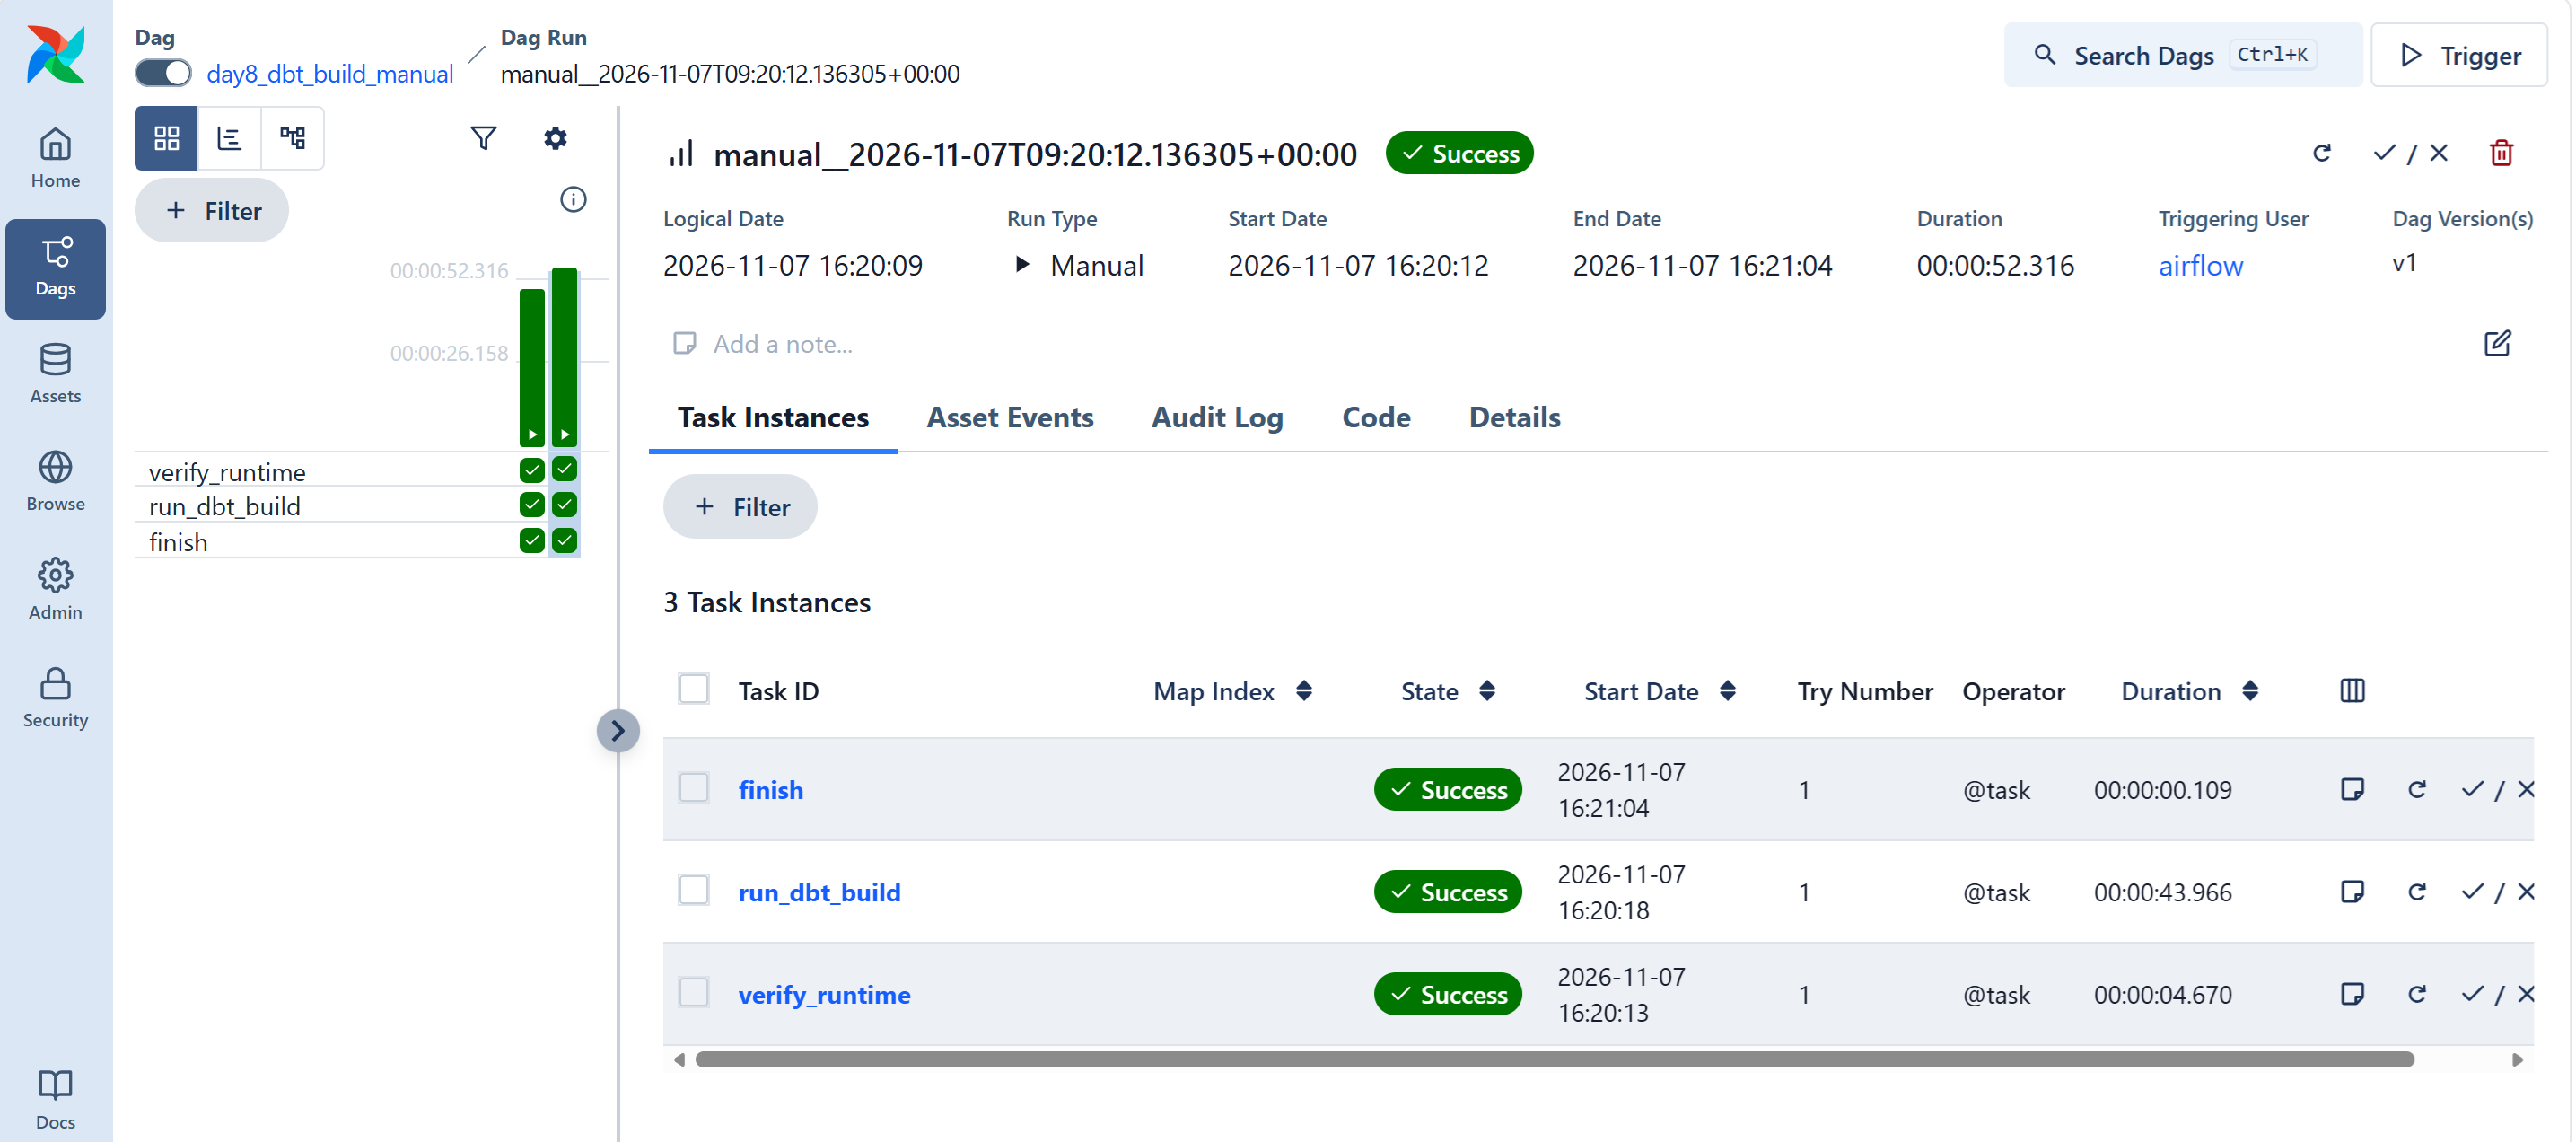 Dag
day8_dbt_build_manual
/
Dag Run
manual__2026-11-07T09:20:12.136305+00:00
Search Dags Ctrl+K
Trigger
Home
Dags
Assets
Browse
Admin
Security
Docs
+ Filter
00:00:52.316
00:00:26.158
verify_runtime
run_dbt_build
finish
manual__2026-11-07T09:20:12.136305+00:00 Success
/
Logical Date Run Type Start Date End Date Duration Triggering User Dag Version(s)
2026-11-07 16:20:09 Manual 2026-11-07 16:20:12 2026-11-07 16:21:04 00:00:52.316 airflow v1
Add a note...
Task Instances Asset Events Audit Log Code Details
+ Filter
3 Task Instances
Task ID Map Index State Start Date Try Number Operator Duration
finish Success 2026-11-07 16:21:04 1 @task 00:00:00.109 /
run_dbt_build Success 2026-11-07 16:20:18 1 @task 00:00:43.966 /
verify_runtime Success 2026-11-07 16:20:13 1 @task 00:00:04.670 /